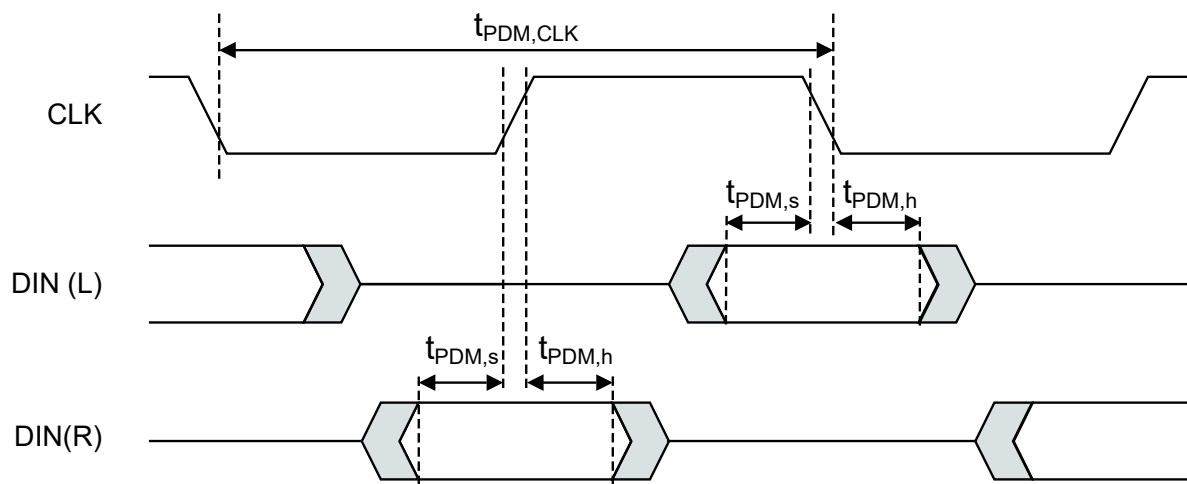 tPDM,CLK
CLK
tPDM,s tPDM,h
DIN (L)
tPDM,s tPDM,h
DIN(R)